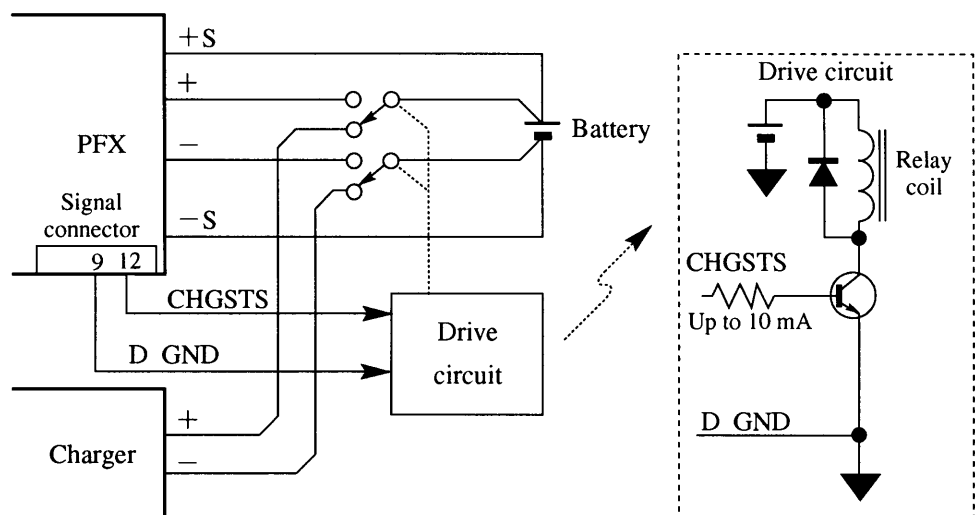 +S
+
PFX
−
Battery
Signal
connector
−S
9 12
CHGSTS
D GND
Drive
circuit
+
Charger
−
Drive circuit
Relay
coil
CHGSTS
Up to 10 mA
D GND